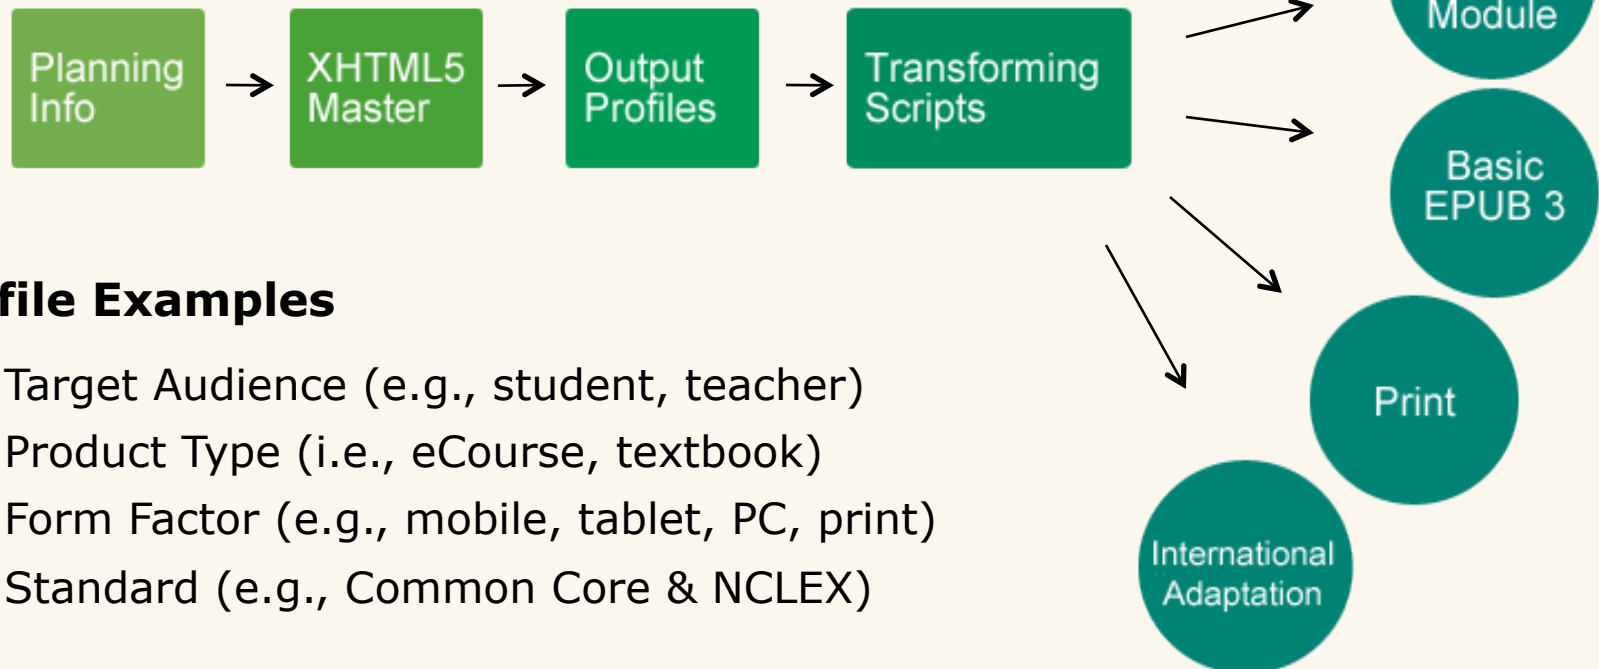 Planning
Info
XHTML5
Master
Output
Profiles
Transforming
Scripts
Module
Basic
EPUB 3
Print
International
Adaptation
file Examples
Target Audience (e.g., student, teacher)
Product Type (i.e., eCourse, textbook)
Form Factor (e.g., mobile, tablet, PC, print)
Standard (e.g., Common Core & NCLEX)